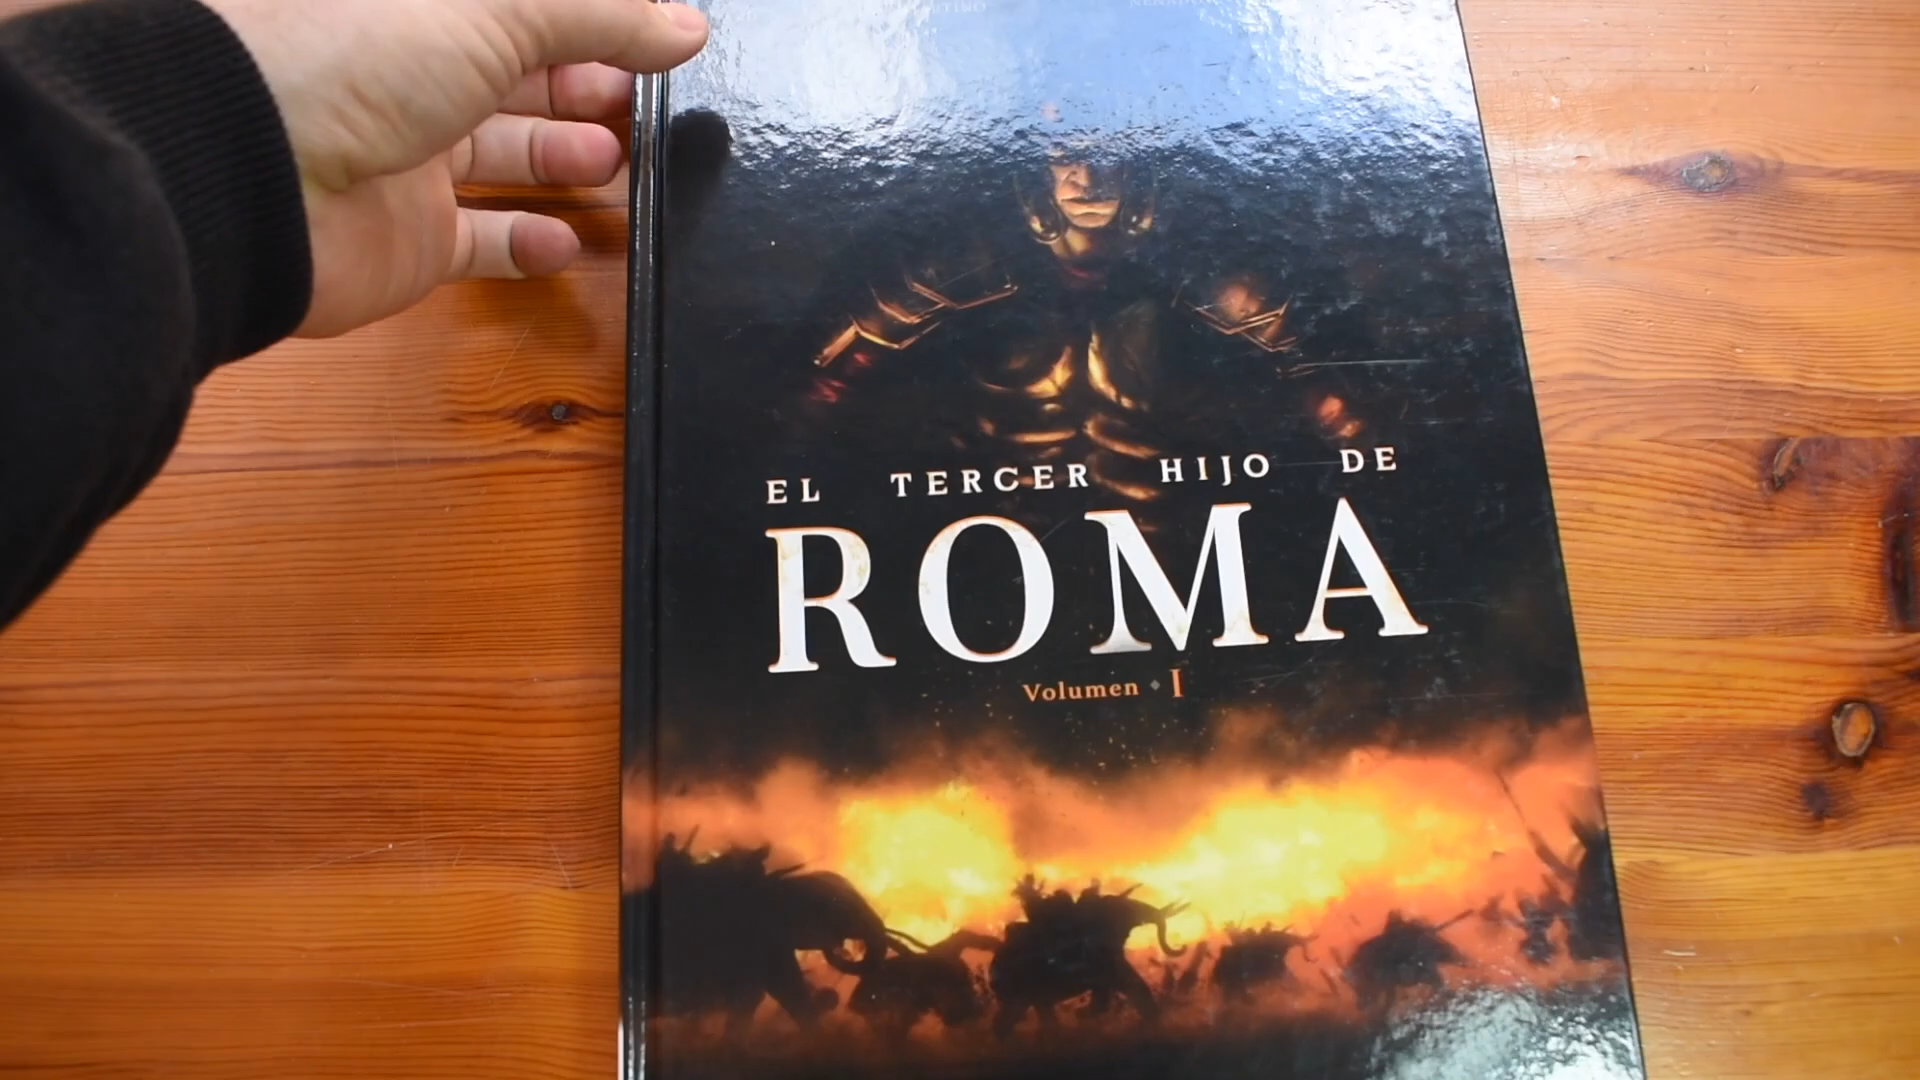 EL TERCER HIJO DE
ROMA
Volumen ◆ I